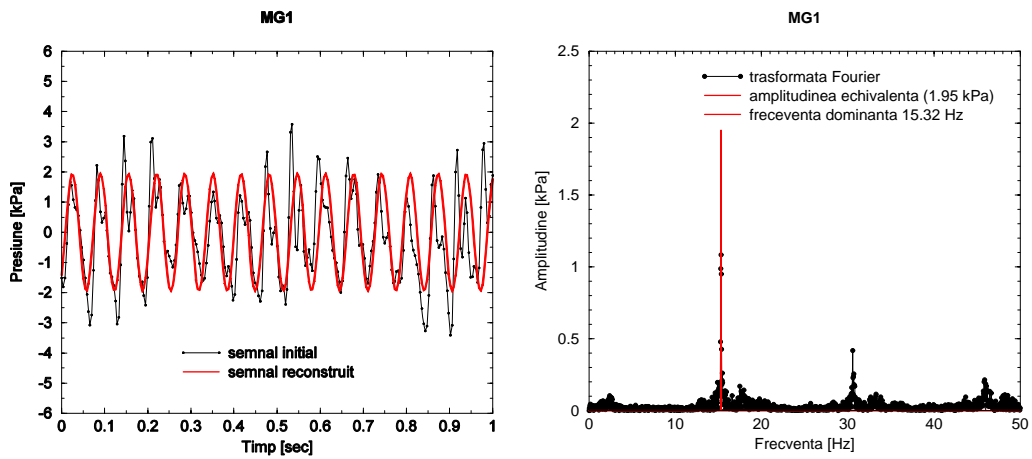 MG1
6
5
4
3
2
1
0
-1
-2
-3
-4
-5
-6
Presiune [kPa]
semnal initial
semnal reconstruit
0 0.1 0.2 0.3 0.4 0.5 0.6 0.7 0.8 0.9 1
Timp [sec]
MG1
2.5
2
1.5
1
0.5
0
Amplitudine [kPa]
trasformata Fourier
amplitudinea echivalenta (1.95 kPa)
freceventa dominanta 15.32 Hz
0 10 20 30 40 50
Frecventa [Hz]